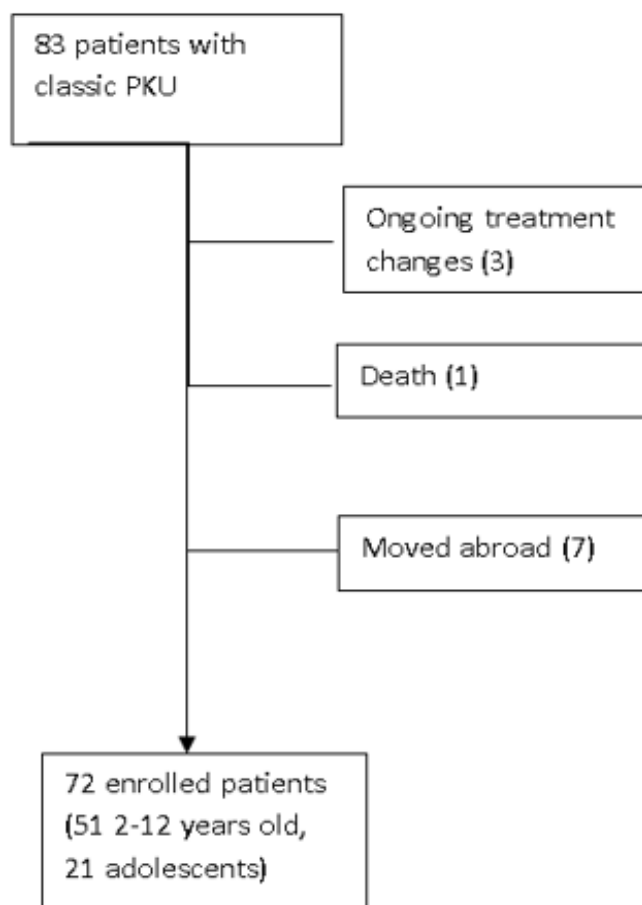 83 patients with
classic PKU
Ongoing treatment
changes (3)
Death (1)
Moved abroad (7)
72 enrolled patients
(51 2-12 years old,
21 adolescents)